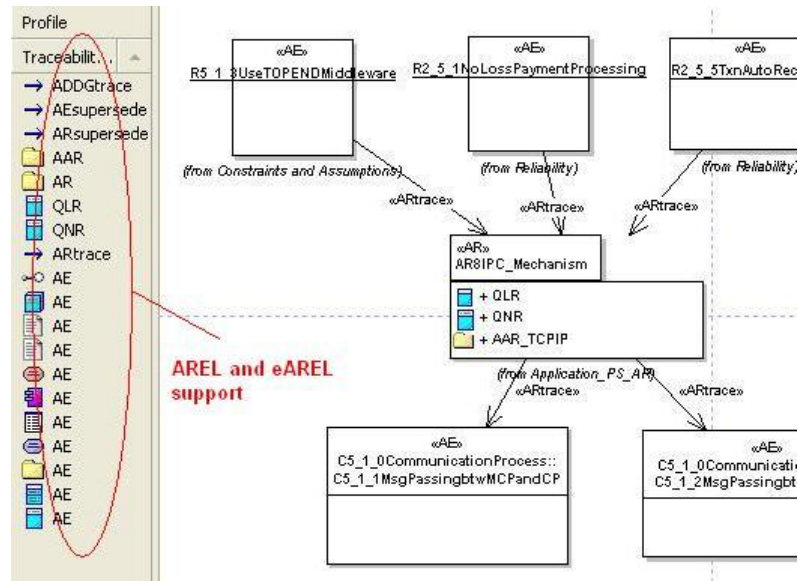 Profile
Traceabilit...
ADDGtrace
AEsupersede
ARsupersede
AAR
AR
QLR
QNR
ARtrace
AE
AE
AE
AE
AE
AE
AE
AE
AE
AE
AE
AREL and eAREL
support
«AE»
R5_1_3UseTOPENDMiddleware
(from Constraints and Assumptions)
«AE»
R2_5_1NoLossPaymentProcessing
(from Reliability)
«AE»
R2_5_5TxnAutoRec
(from Reliability)
«ARtrace»
«ARtrace»
«ARtrace»
«AR»
AR8IPC_Mechanism
+ QLR
+ QNR
+ AAR_TCPIP
(from Application_PS_AR)
«ARtrace»
«ARtrace»
«AE»
C5_1_0CommunicationProcess::
C5_1_1MsgPassingbtwMCPandCP
«AE»
C5_1_0Communicatio
C5_1_2MsgPassingbt